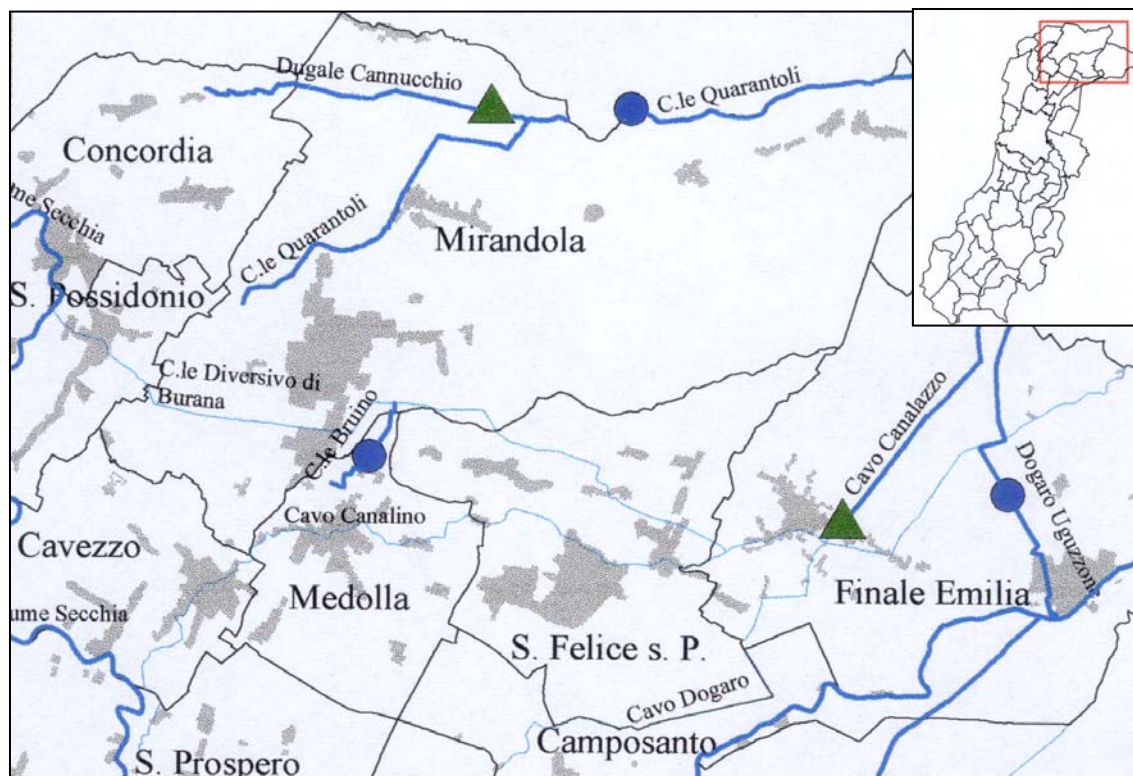 Dugale Cannucchio
C.le Quarantoli
Concordia
ume Secchia
C.le Quarantoli
Mirandola
S. Possidonio
C.le Diversivo di
Burana
C.le Bruino
Cavo Canalazzo
Dogaro Uguzzone
Cavo Canalino
Cavezzo
Medolla
Finale Emilia
ume Secchia
S. Felice s. P.
Cavo Dogaro
Camposanto
S. Prospero